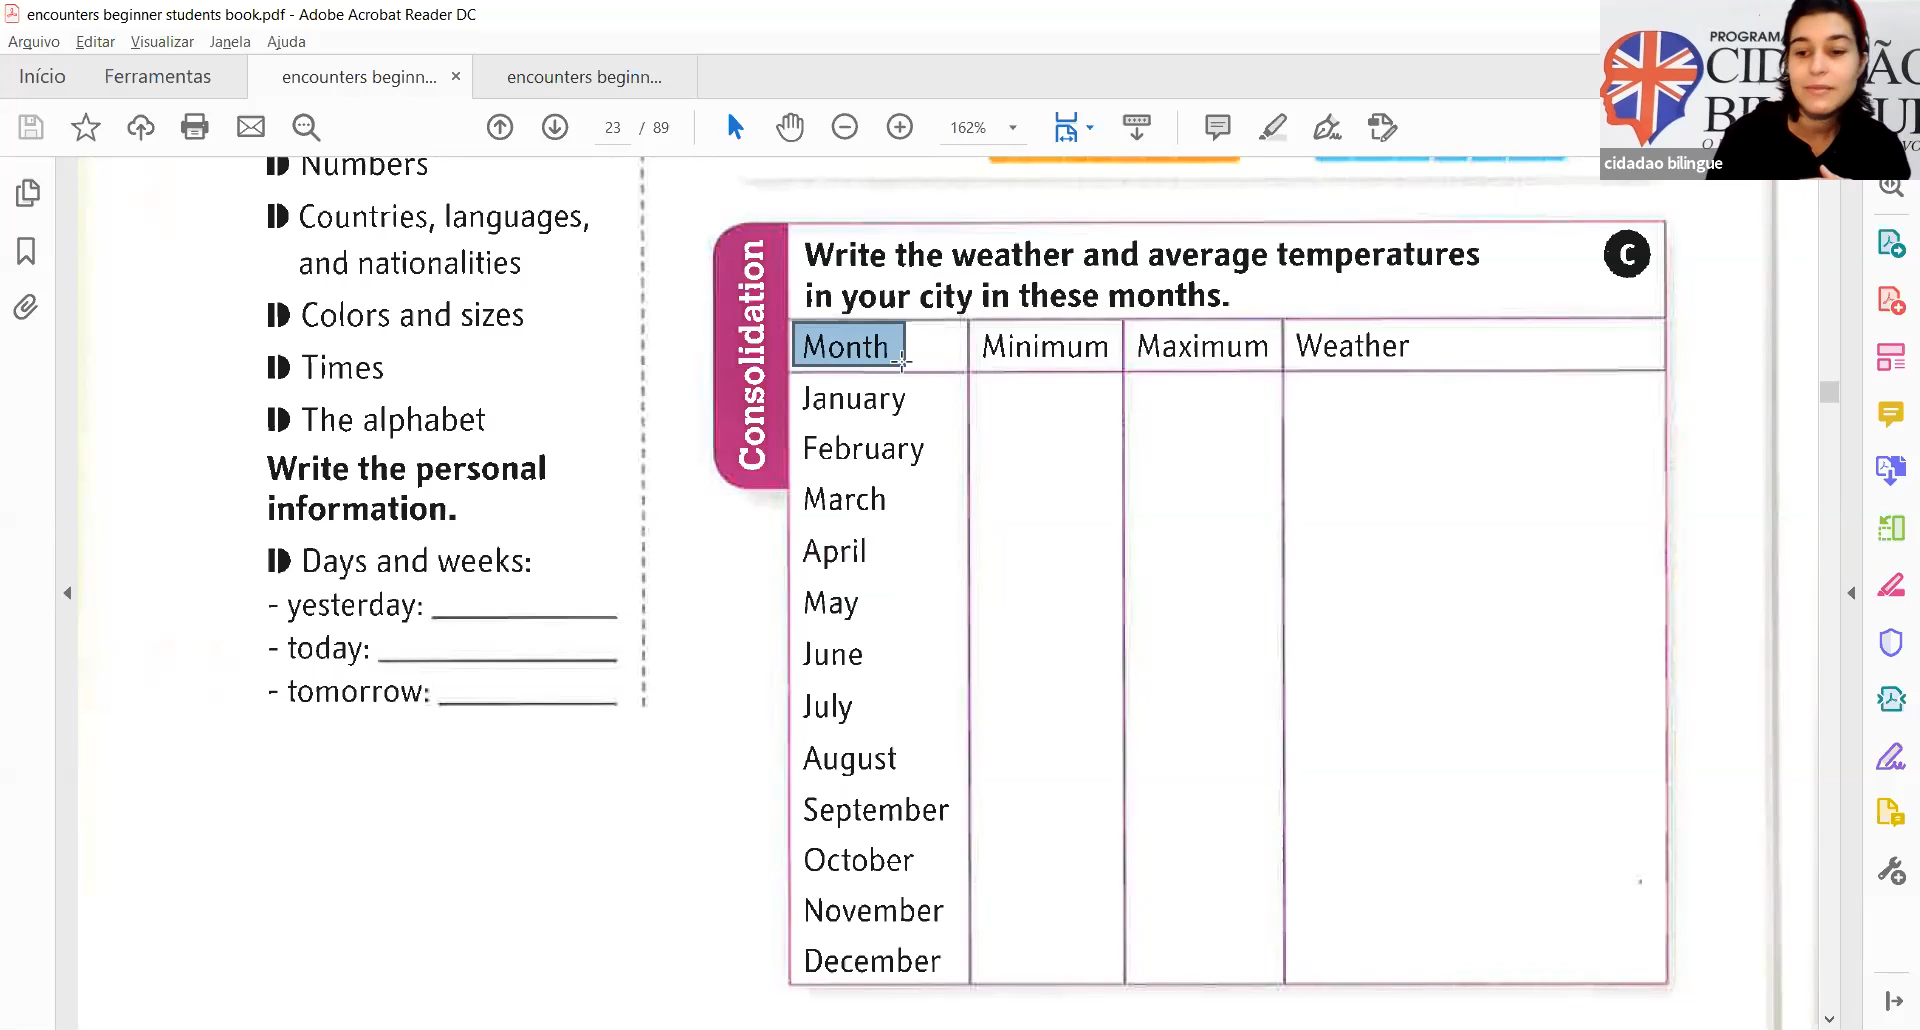 encounters beginner students book.pdf - Adobe Acrobat Reader DC
Arquivo Editar Visualizar Janela Ajuda
Início Ferramentas encounters beginn... × encounters beginn...
23 / 89 162%
PROGRAMA
cidadao bilingue
Numbers
Countries, languages,
and nationalities
Colors and sizes
Times
The alphabet
Write the personal
information.
Days and weeks:
- yesterday:
- today:
- tomorrow:
Consolidation
Write the weather and average temperatures
in your city in these months.
C
Month Minimum Maximum Weather
January
February
March
April
May
June
July
August
September
October
November
December